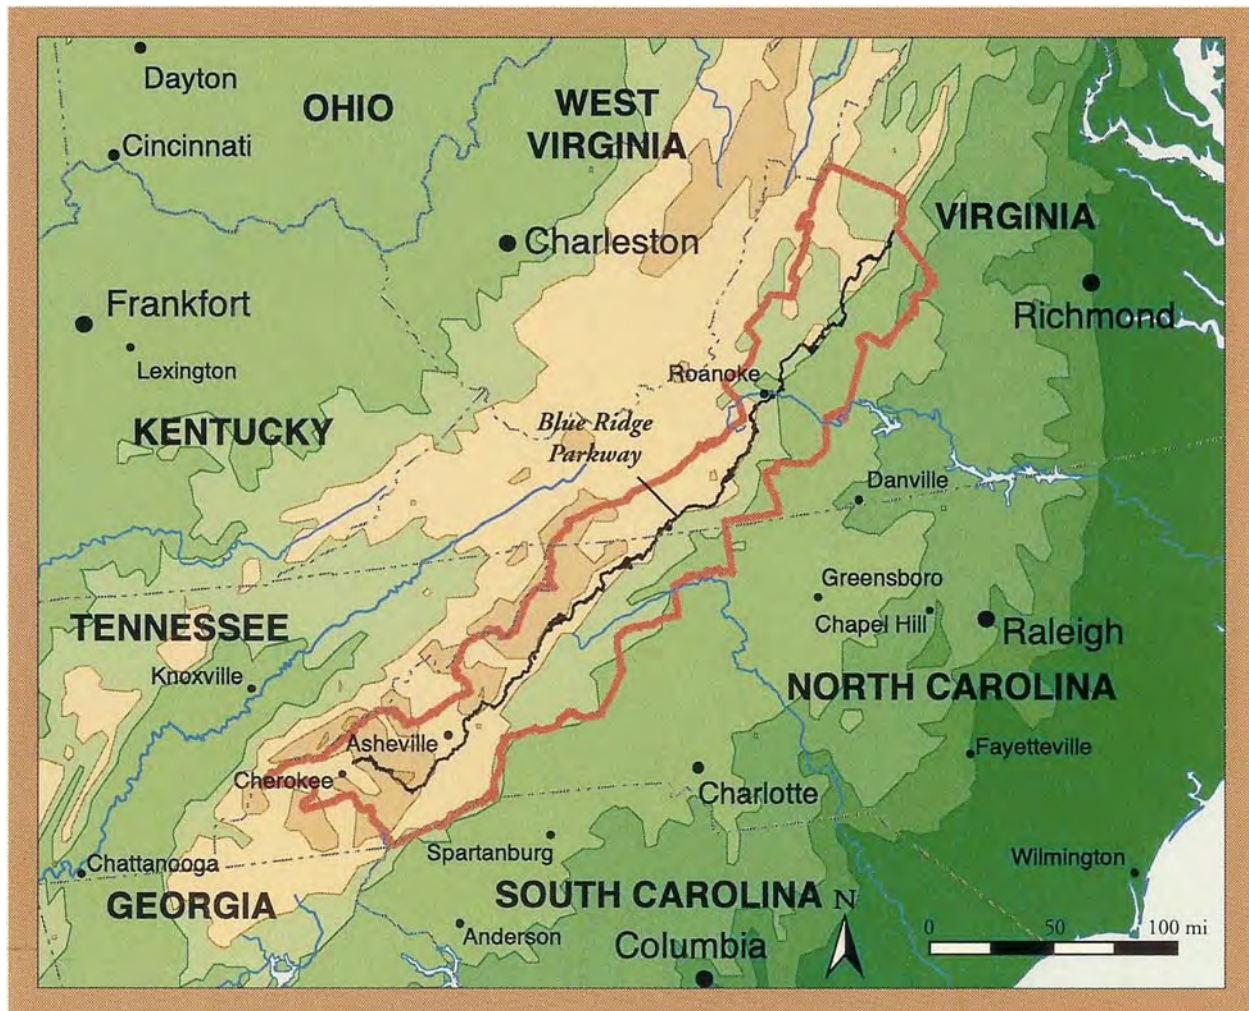 Dayton
OHIO
WEST
VIRGINIA
Cincinnati
VIRGINIA
Charleston
Frankfort
Richmond
Lexington
Roanoke
KENTUCKY
Blue Ridge
Parkway
Danville
Greensboro
Chapel Hill
TENNESSEE
Raleigh
Knoxville
NORTH CAROLINA
Asheville
Fayetteville
Cherokee
Charlotte
Chattanooga
Spartanburg
Wilmington
GEORGIA
SOUTH CAROLINA
N
Anderson
Columbia
0 50 100 mi